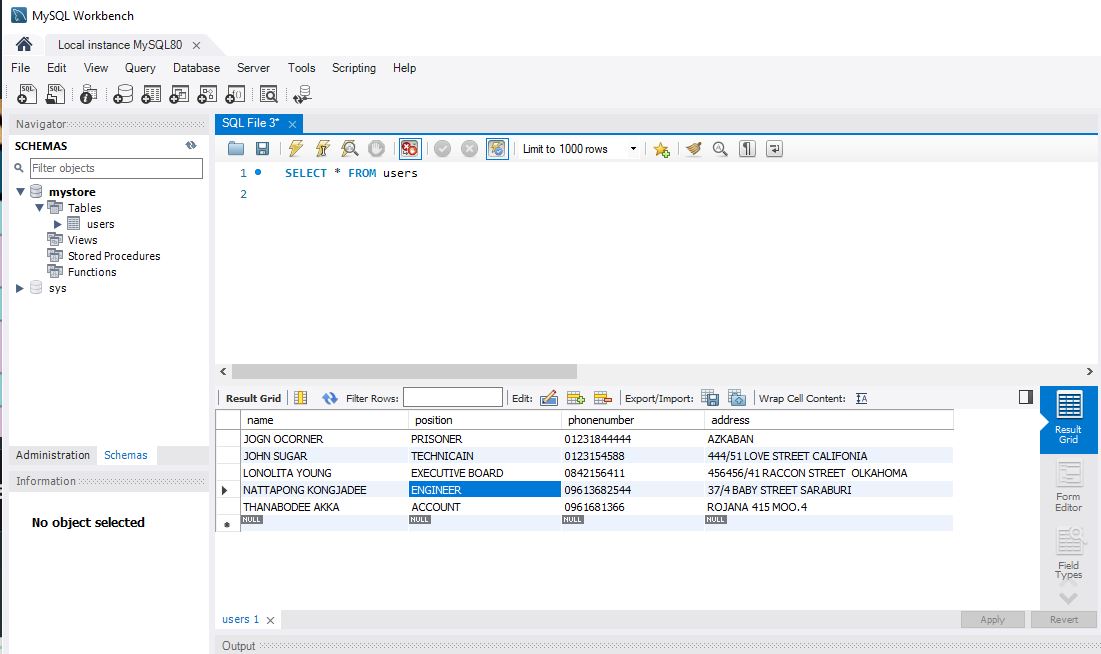 MySQL Workbench
Local instance MySQL80
File Edit View Query Database Server Tools Scripting Help
Navigator
SCHEMAS
Filter objects
mystore
Tables
users
Views
Stored Procedures
Functions
sys
Administration Schemas
Information
No object selected
SQL File 3*
Limit to 1000 rows
1 SELECT * FROM users
2
Result Grid Filter Rows: Edit: Export/Import: Wrap Cell Content:
name position phonenumber address
JOGN OCORNER PRISONER 01231844444 AZKABAN
JOHN SUGAR TECHNICAIN 0123154588 444/51 LOVE STREET CALIFONIA
LONOLITA YOUNG EXECUTIVE BOARD 0842156411 456456/41 RACCON STREET OLKAHOMA
NATTAPONG KONGJADEE ENGINEER 09613682544 37/4 BABY STREET SARABURI
THANABODEE AKKA ACCOUNT 0961681366 ROJANA 415 MOO.4
NULL NULL NULL NULL
Result
Grid
Form
Editor
Field
Types
users 1
Apply Revert
Output